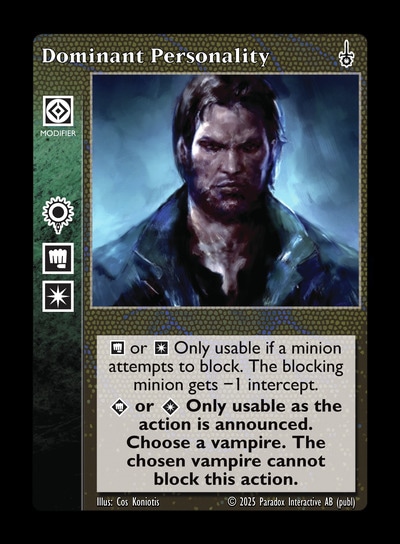 Dominant Personality
MODIFIER
or Only usable if a minion
attempts to block. The blocking
minion gets −1 intercept.
or Only usable as the
action is announced.
Choose a vampire. The
chosen vampire cannot
block this action.
Illus: Cos Koniotis © 2025 Paradox Interactive AB (publ)